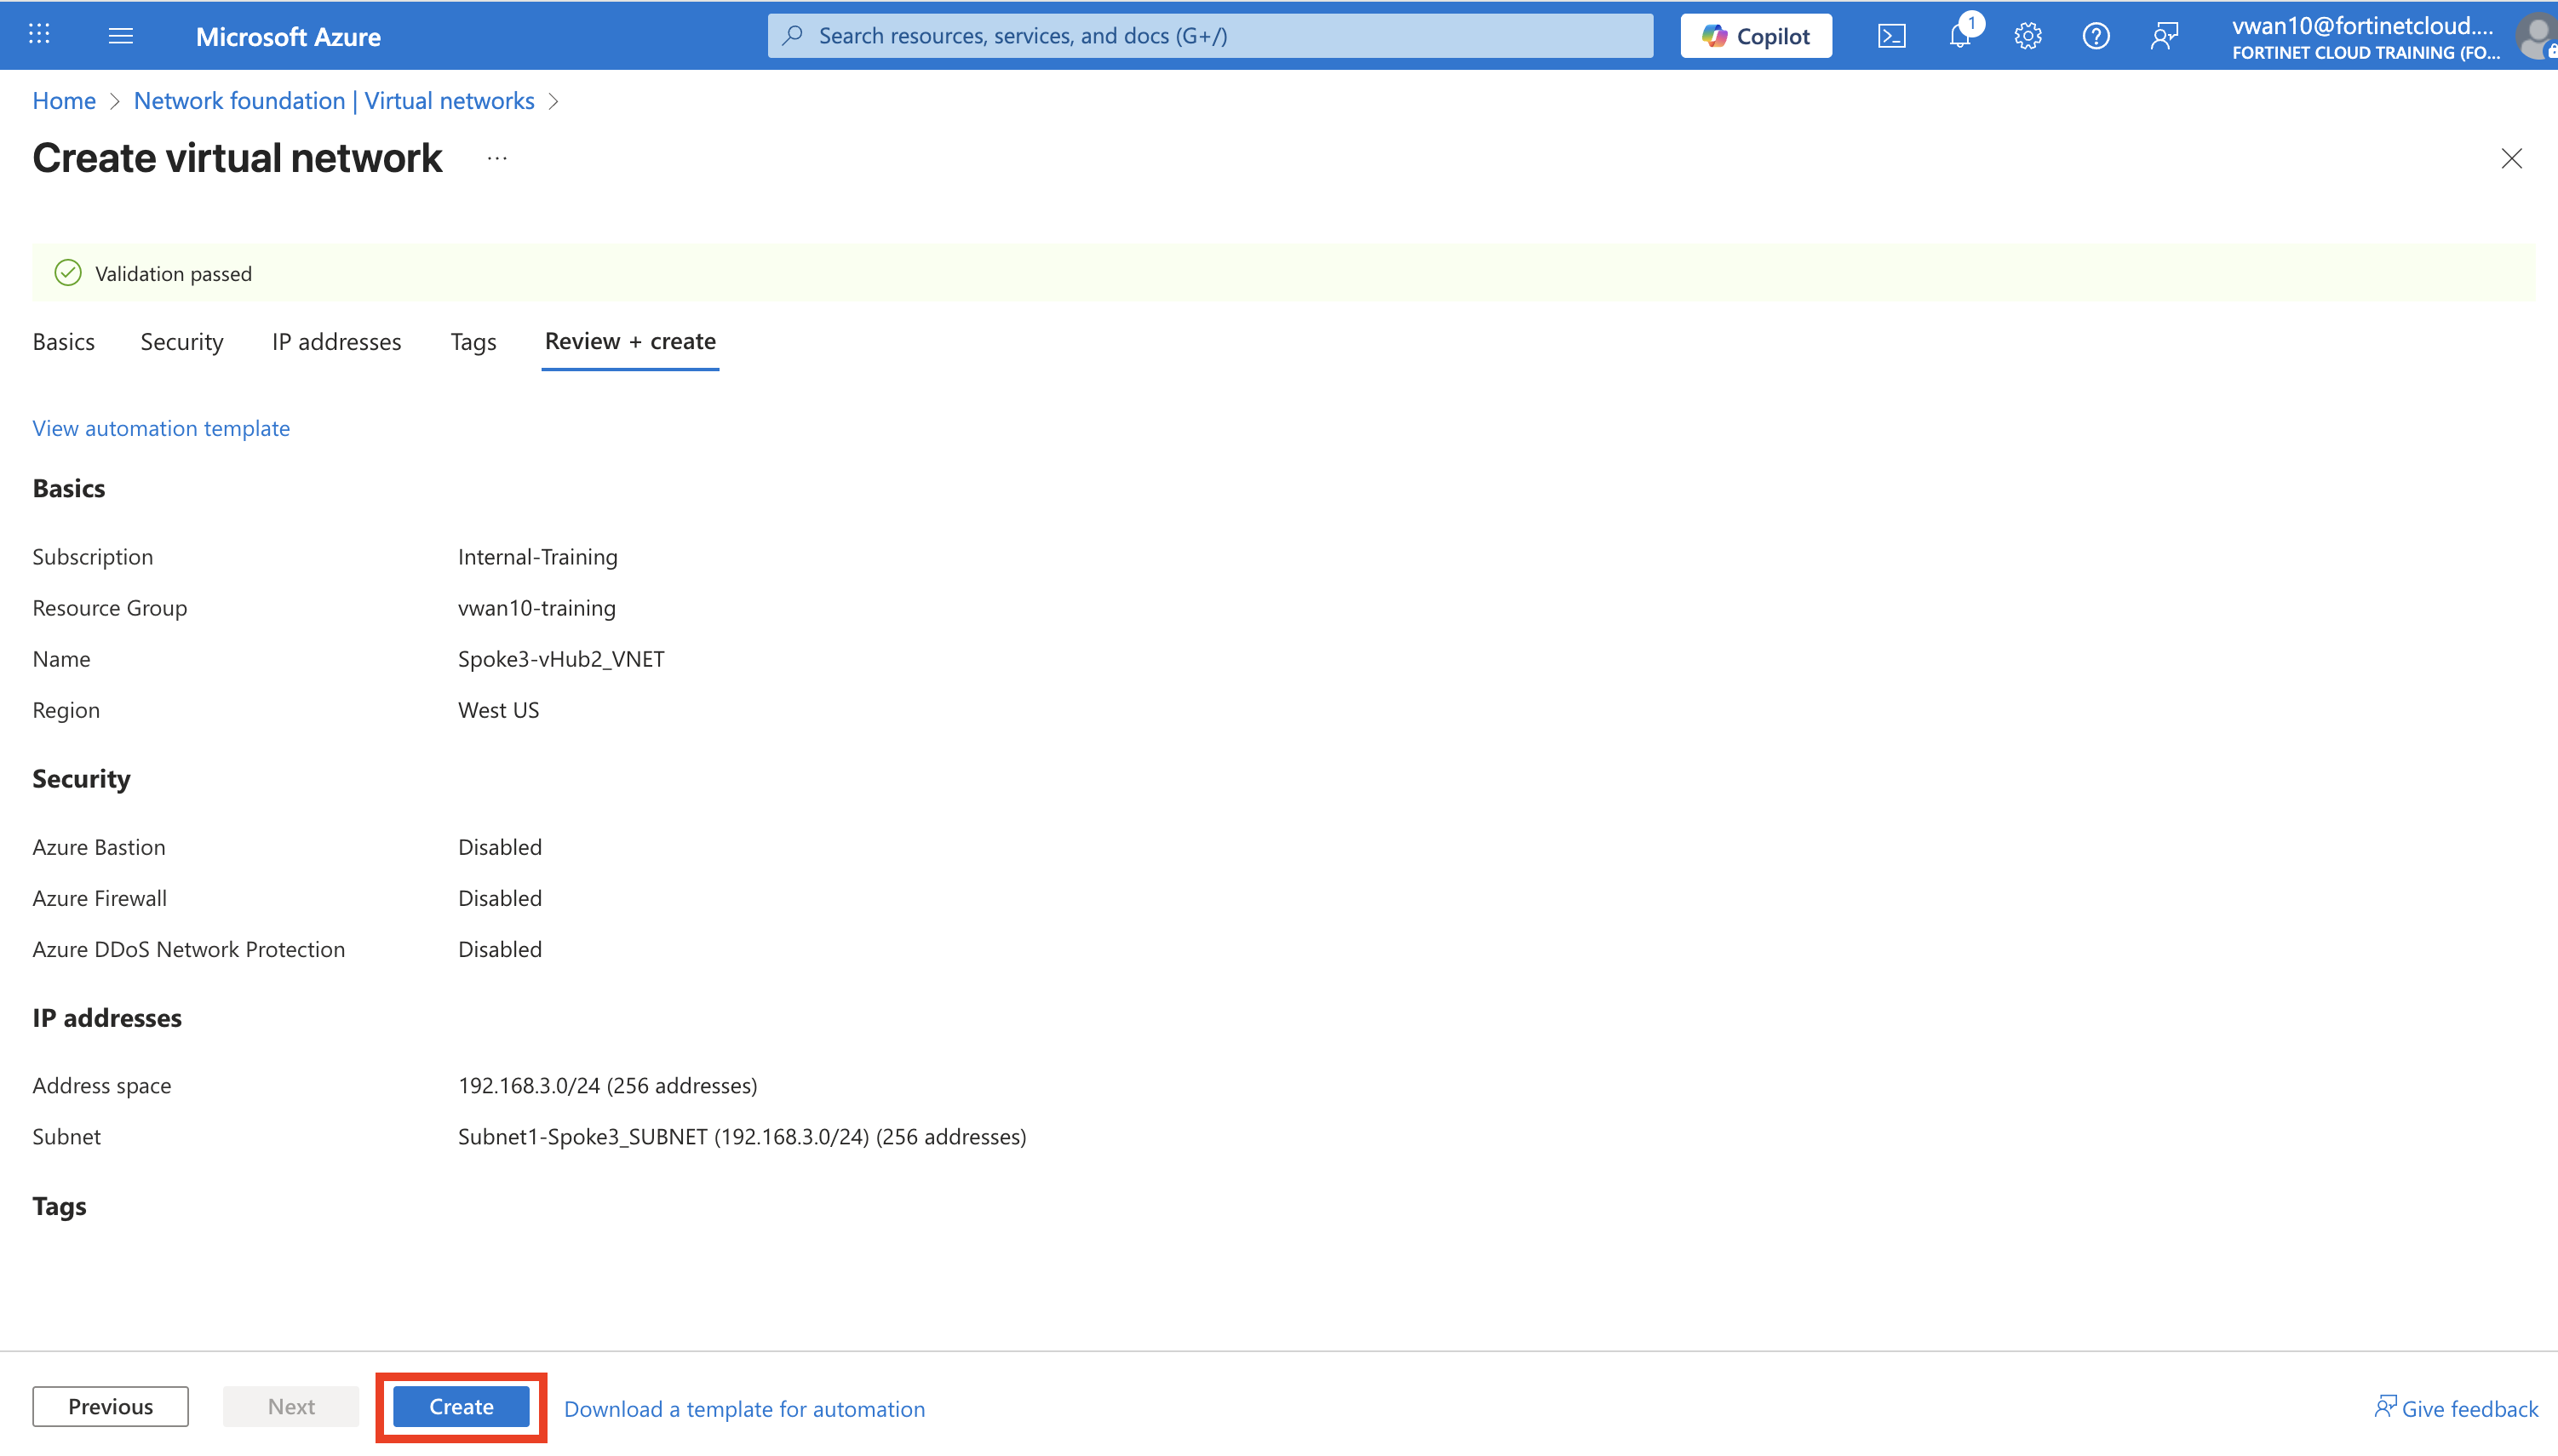 Microsoft Azure
Search resources, services, and docs (G+/)
Copilot
1
vwan10@fortinetcloud....
FORTINET CLOUD TRAINING (FO...
Home > Network foundation | Virtual networks >
Create virtual network ...
Validation passed
Basics Security IP addresses Tags Review + create
View automation template
Basics
Subscription Internal-Training
Resource Group vwan10-training
Name Spoke3-vHub2_VNET
Region West US
Security
Azure Bastion Disabled
Azure Firewall Disabled
Azure DDoS Network Protection Disabled
IP addresses
Address space 192.168.3.0/24 (256 addresses)
Subnet Subnet1-Spoke3_SUBNET (192.168.3.0/24) (256 addresses)
Tags
Previous Next Create Download a template for automation Give feedback